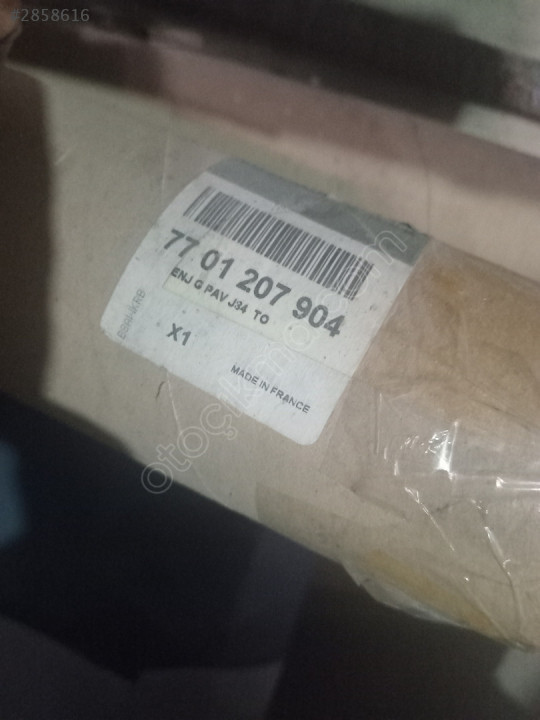 #2858616
77 01 207 904
ENJ G PAV J34 TO
X1
MADE IN FRANCE